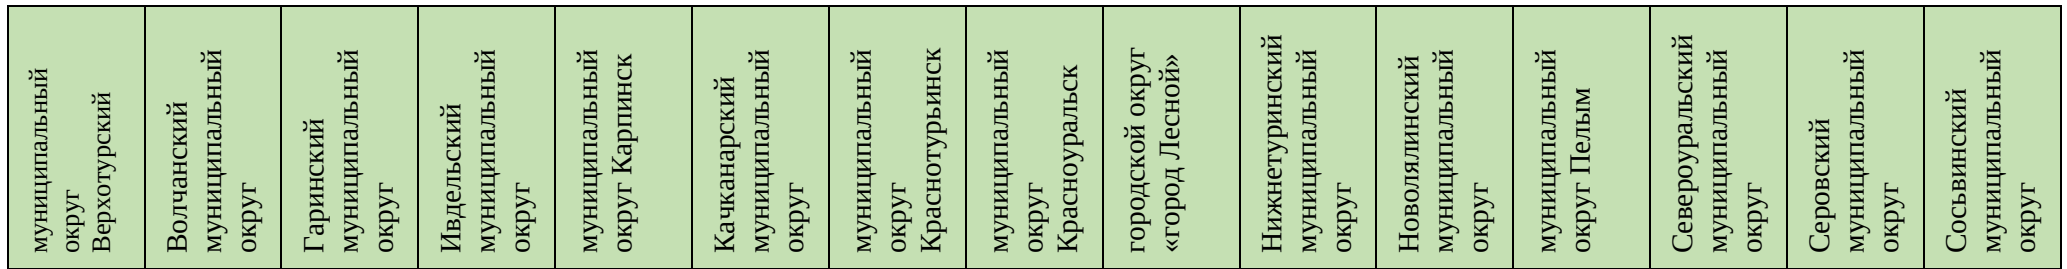 муниципальный
округ
Верхотурский
Волчанский
муниципальный
округ
Гаринский
муниципальный
округ
Ивдельский
муниципальный
округ
муниципальный
округ Карпинск
Качканарский
муниципальный
округ
муниципальный
округ
Краснотурьинск
муниципальный
округ
Красноуральск
городской округ
«город Лесной»
Нижнетуринский
муниципальный
округ
Новолялинский
муниципальный
округ
муниципальный
округ Пелым
Североуральский
муниципальный
округ
Серовский
муниципальный
округ
Сосьвинский
муниципальный
округ